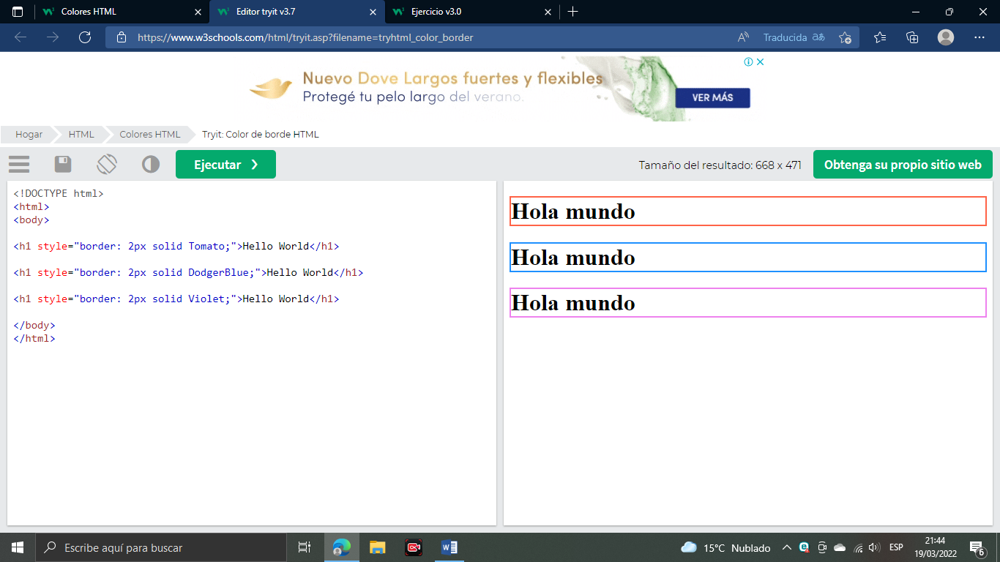 Colores HTML
Editor tryit v3.7
Ejercicio v3.0
https://www.w3schools.com/html/tryit.asp?filename=tryhtml_color_border
Traducida
Nuevo Dove Largos fuertes y flexibles
Protegé tu pelo largo del verano.
VER MÁS
Hogar
HTML
Colores HTML
Tryit: Color de borde HTML
Ejecutar ❯
Tamaño del resultado: 668 x 471
Obtenga su propio sitio web
<!DOCTYPE html>
<html>
<body>
<h1 style="border: 2px solid Tomato;">Hello World</h1>
<h1 style="border: 2px solid DodgerBlue;">Hello World</h1>
<h1 style="border: 2px solid Violet;">Hello World</h1>
</body>
</html>
Hola mundo
Hola mundo
Hola mundo
Escribe aquí para buscar
15°C Nublado
ESP
21:44
19/03/2022
6